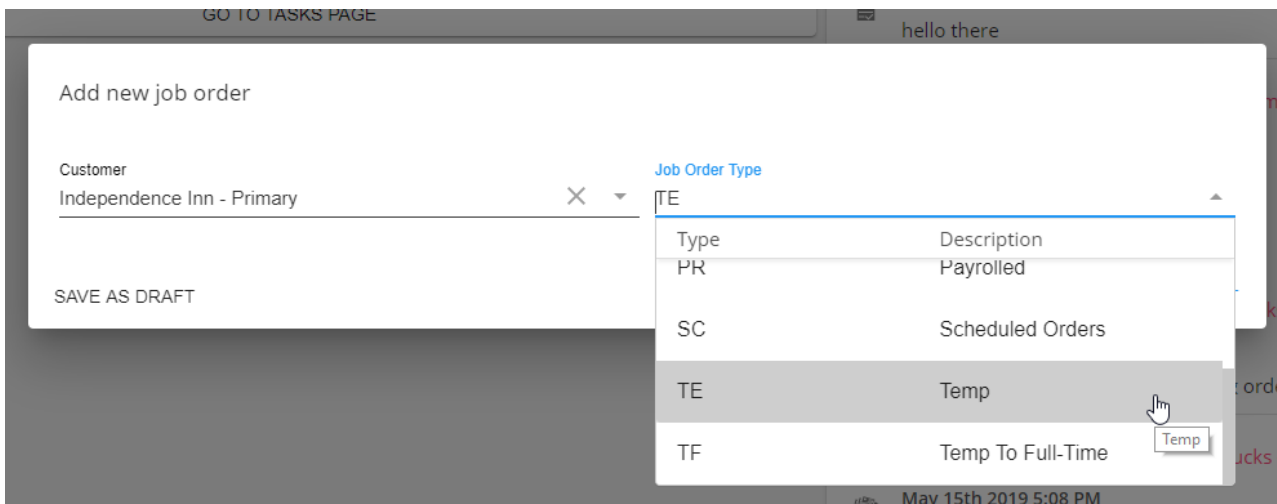 GO TO TASKS PAGE
hello there
Add new job order
Customer
Independence Inn - Primary
Job Order Type
TE
Type Description
PR Payrolled
SC Scheduled Orders
TE Temp
TF Temp To Full-Time
Temp
SAVE AS DRAFT
May 15th 2019 5:08 PM